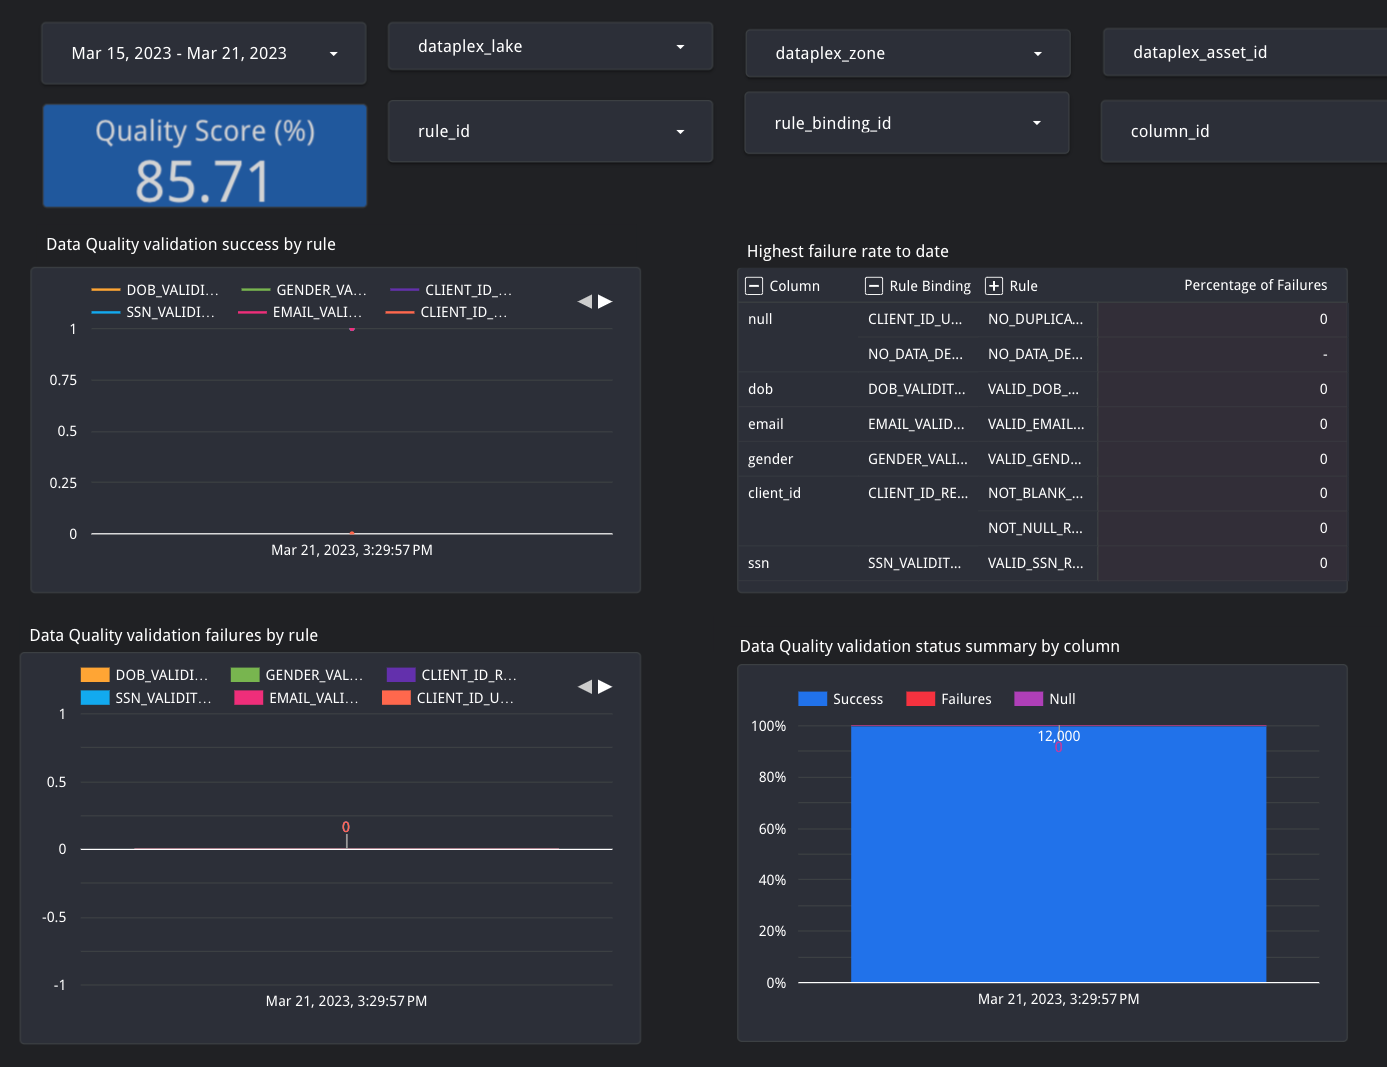 Mar 15, 2023 - Mar 21, 2023
dataplex_lake
dataplex_zone
dataplex_asset_id
Quality Score (%)
85.71
rule_id
rule_binding_id
column_id
Data Quality validation success by rule
DOB_VALIDI...
GENDER_VA...
CLIENT_ID_...
SSN_VALIDI...
EMAIL_VALI...
CLIENT_ID_...
1
0.75
0.5
0.25
0
Mar 21, 2023, 3:29:57 PM
Highest failure rate to date
Column Rule Binding Rule Percentage of Failures
null CLIENT_ID_U... NO_DUPLICA... 0
NO_DATA_DE... NO_DATA_DE... -
dob DOB_VALIDIT... VALID_DOB_... 0
email EMAIL_VALID... VALID_EMAIL... 0
gender GENDER_VALI... VALID_GEND... 0
client_id CLIENT_ID_RE... NOT_BLANK_... 0
NOT_NULL_R... 0
ssn SSN_VALIDIT... VALID_SSN_R... 0
Data Quality validation failures by rule
DOB_VALIDI...
GENDER_VAL...
CLIENT_ID_R...
SSN_VALIDIT...
EMAIL_VALI...
CLIENT_ID_U...
1
0.5
0
-0.5
-1
0
Mar 21, 2023, 3:29:57 PM
Data Quality validation status summary by column
Success
Failures
Null
100%
80%
60%
40%
20%
0%
12,000
0
Mar 21, 2023, 3:29:57 PM